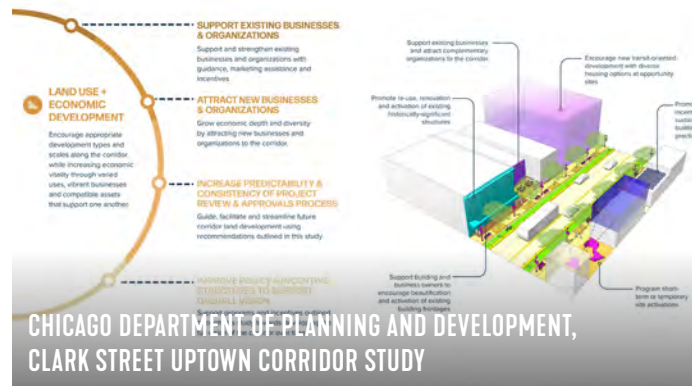 SUPPORT EXISTING BUSINESSES
& ORGANIZATIONS
Support and strengthen existing
businesses and organizations with
guidance, marketing assistance and
incentives.
LAND USE +
ECONOMIC
DEVELOPMENT
Encourage appropriate
development types and
scales along the corridor
while increasing economic
vitality through varied
uses, vibrant businesses
and compatible assets
that support one another.
ATTRACT NEW BUSINESSES
& ORGANIZATIONS
Grow economic depth and diversity
by attracting new businesses and
organizations to the corridor.
INCREASE PREDICTABILITY &
CONSISTENCY OF PROJECT
REVIEW & APPROVALS PROCESS
Guide, facilitate and streamline future
corridor land development using
recommendations outlined in this study.
Support existing businesses
and attract complementary
organizations to the corridor.
Encourage new transit-oriented
development with diverse
housing options at opportunity
sites
Promote re-use, renovation
and activation of existing
historically-significant
structures
Support building and
business owners to
encourage beautification
and activation of existing
building frontages
Program short-
term or temporary
site activations.
CHICAGO DEPARTMENT OF PLANNING AND DEVELOPMENT,
CLARK STREET UPTOWN CORRIDOR STUDY